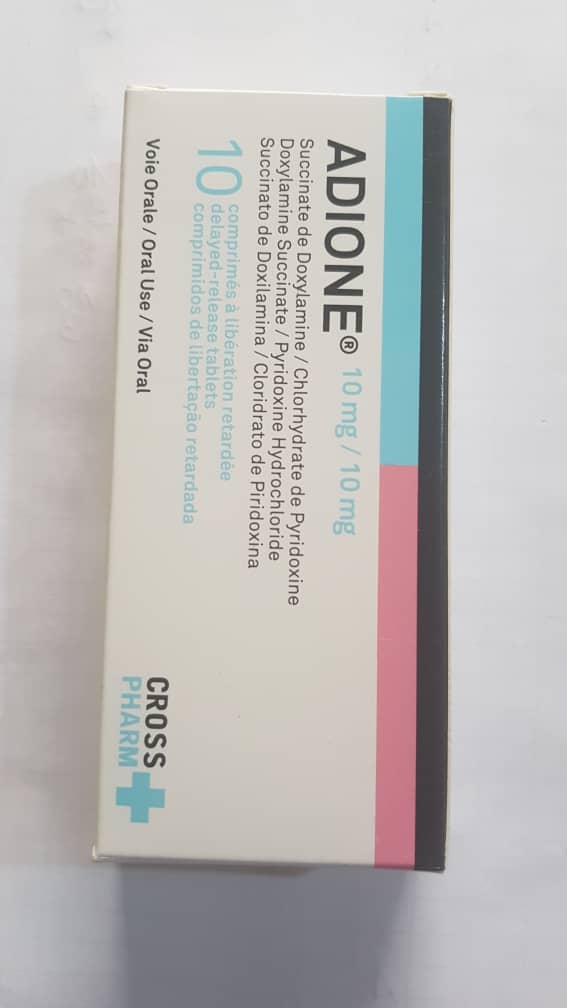 ADIONE® 10 mg / 10 mg
Succinate de Doxylamine / Chlorhydrate de Pyridoxine
Doxylamine Succinate / Pyridoxine Hydrochloride
Succinato de Doxilamina / Cloridrato de Piridoxina
10 comprimés à libération retardée
delayed-release tablets
comprimidos de libertação retardada
Voie Orale / Oral Use / Via Oral
CROSS
PHARM